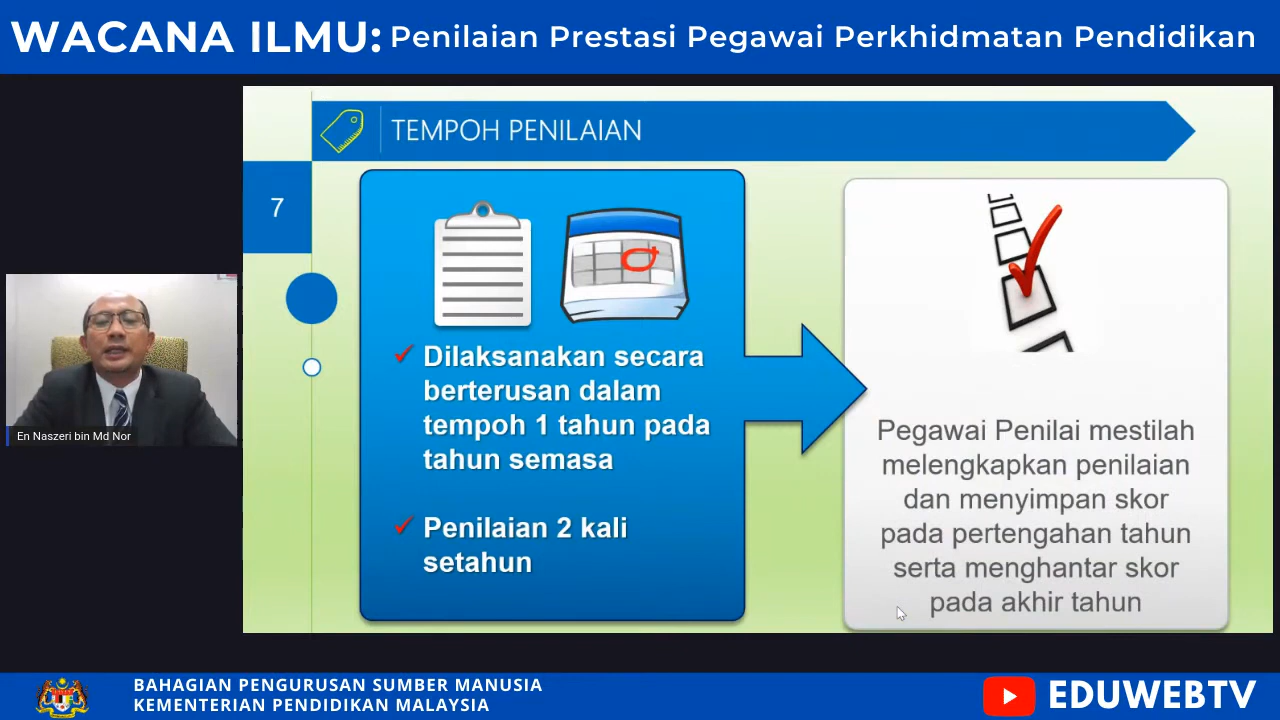 WACANA ILMU: Penilaian Prestasi Pegawai Perkhidmatan Pendidikan
TEMPOH PENILAIAN
7
Dilaksanakan secara
berterusan dalam
tempoh 1 tahun pada
tahun semasa
Penilaian 2 kali
setahun
Pegawai Penilai mestilah
melengkapkan penilaian
dan menyimpan skor
pada pertengahan tahun
serta menghantar skor
pada akhir tahun
En Naszeri bin Md Nor
BAHAGIAN PENGURUSAN SUMBER MANUSIA
KEMENTERIAN PENDIDIKAN MALAYSIA
EDUWEBTV